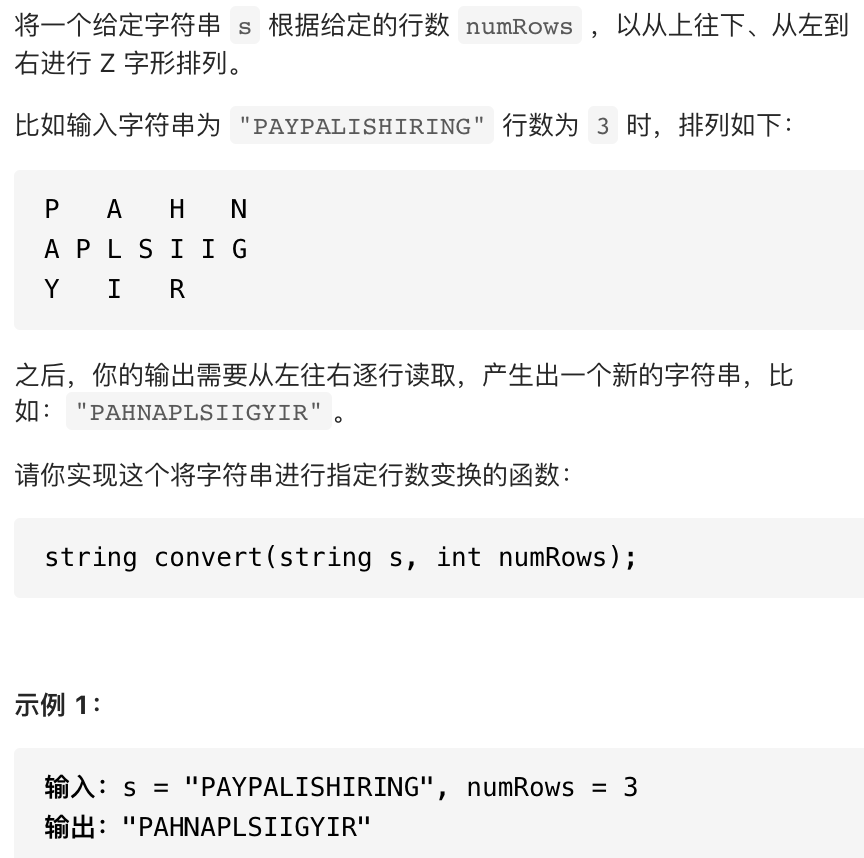 将一个给定字符串 s 根据给定的行数 numRows ，以从上往下、从左到
右进行 Z 字形排列。
比如输入字符串为 "PAYPALISHIRING" 行数为 3 时，排列如下：
P   A   H   N
A P L S I I G
Y   I   R
之后，你的输出需要从左往右逐行读取，产生出一个新的字符串，比
如："PAHNAPLSIIGYIR"。
请你实现这个将字符串进行指定行数变换的函数：
string convert(string s, int numRows);
示例 1：
输入：s = "PAYPALISHIRING", numRows = 3
输出："PAHNAPLSIIGYIR"